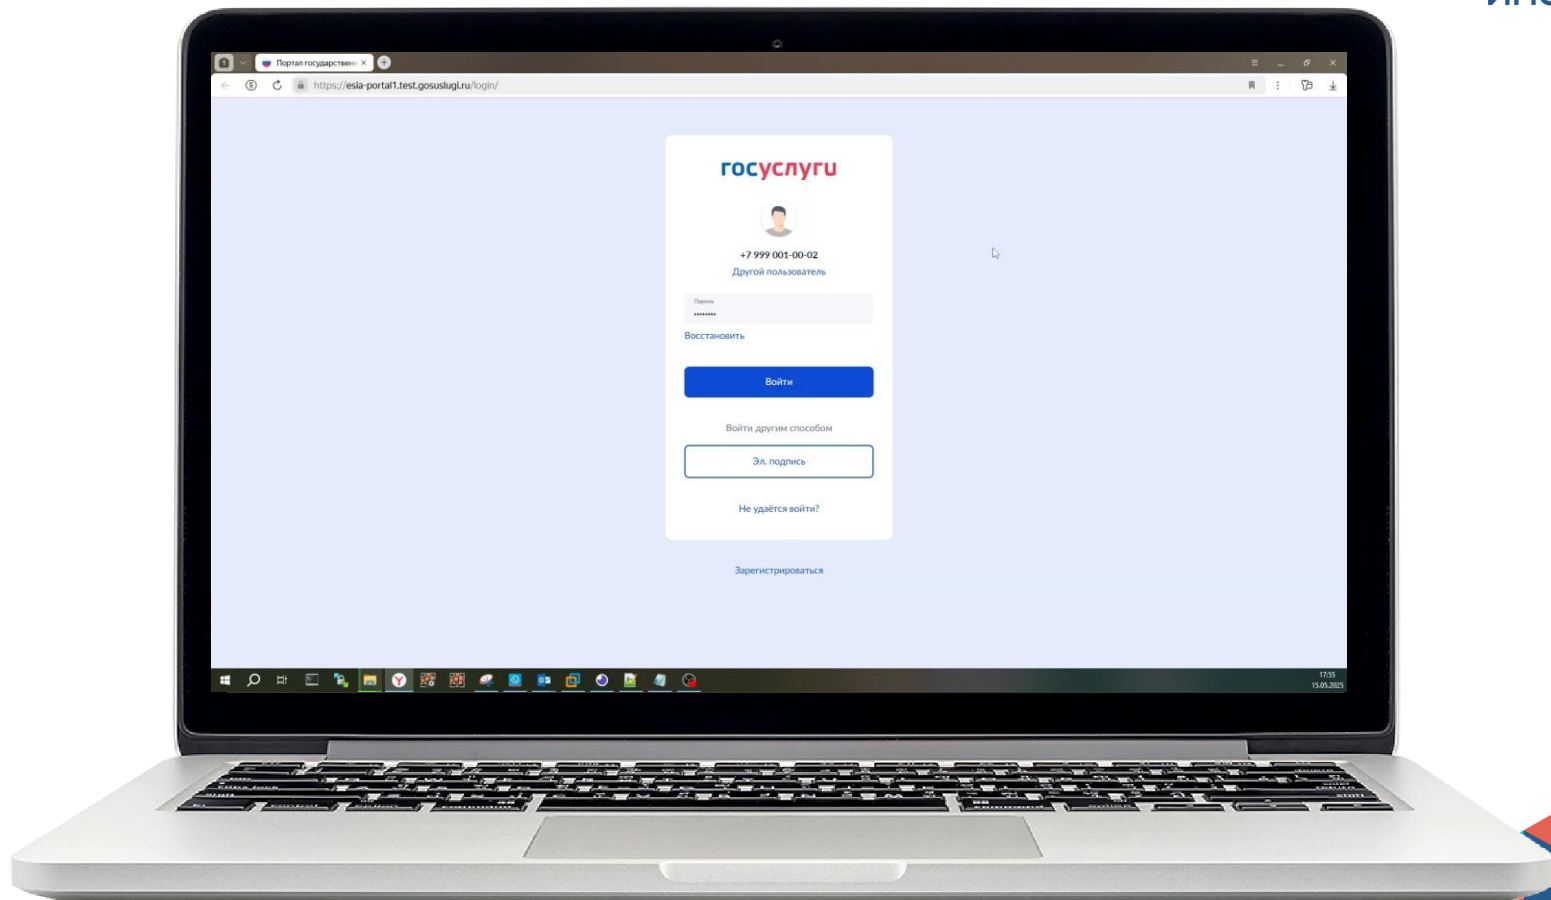 Портал государствен
https://esia-portal1.test.gosuslugi.ru/login/
госуслуги
+7 999 001-00-02
Другой пользователь
Пароль
••••••••
Восстановить
Войти
Войти другим способом
Эл. подпись
Не удаётся войти?
Зарегистрироваться
17:55
15.05.2025